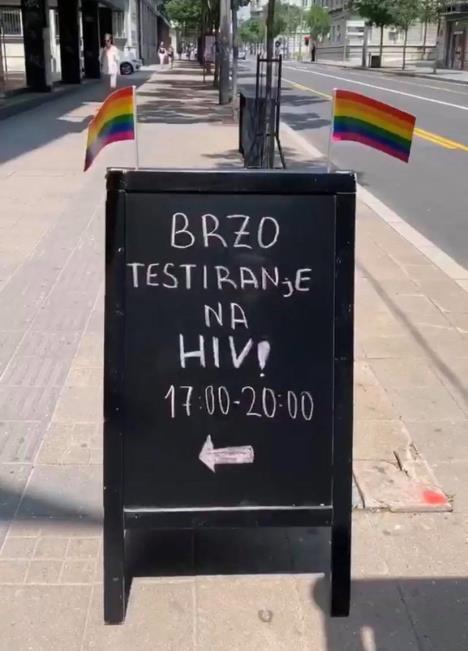 BRZO
TESTIRANjE
NA
HIV!
17:00-20:00